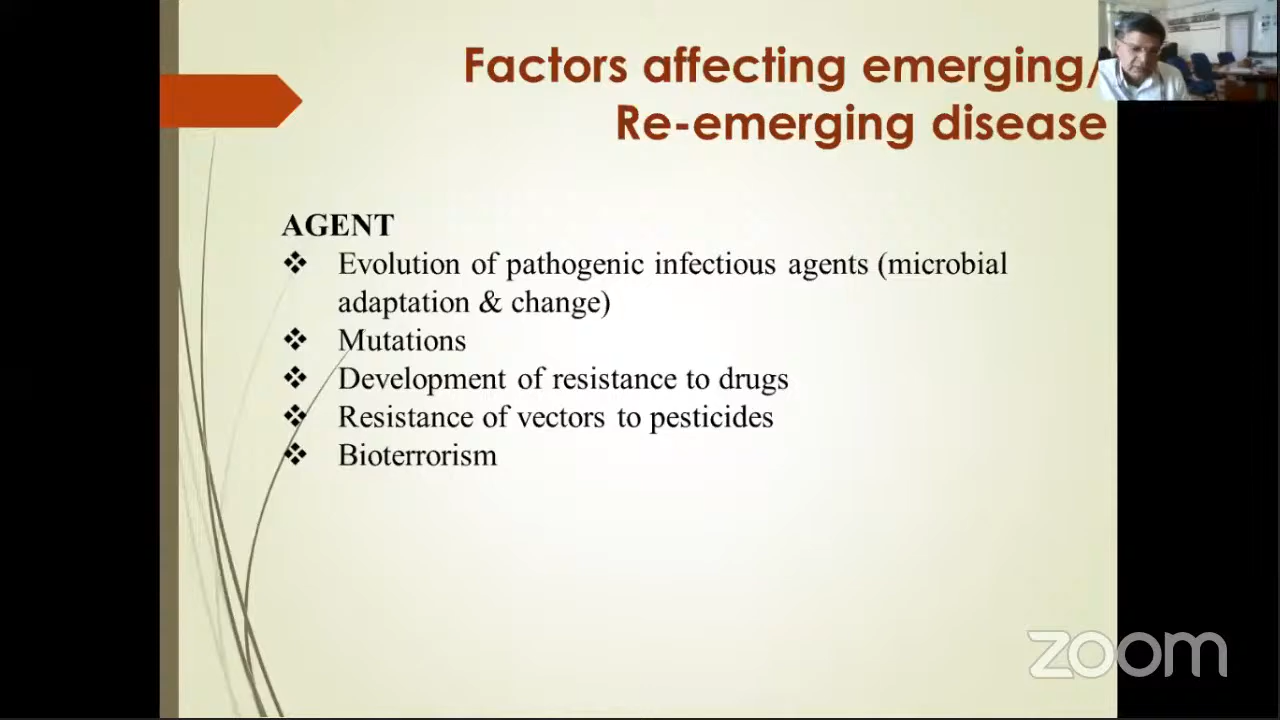 Factors affecting emerging/
Re-emerging disease
AGENT
❖ Evolution of pathogenic infectious agents (microbial
adaptation & change)
❖ Mutations
❖ Development of resistance to drugs
❖ Resistance of vectors to pesticides
❖ Bioterrorism
zoom